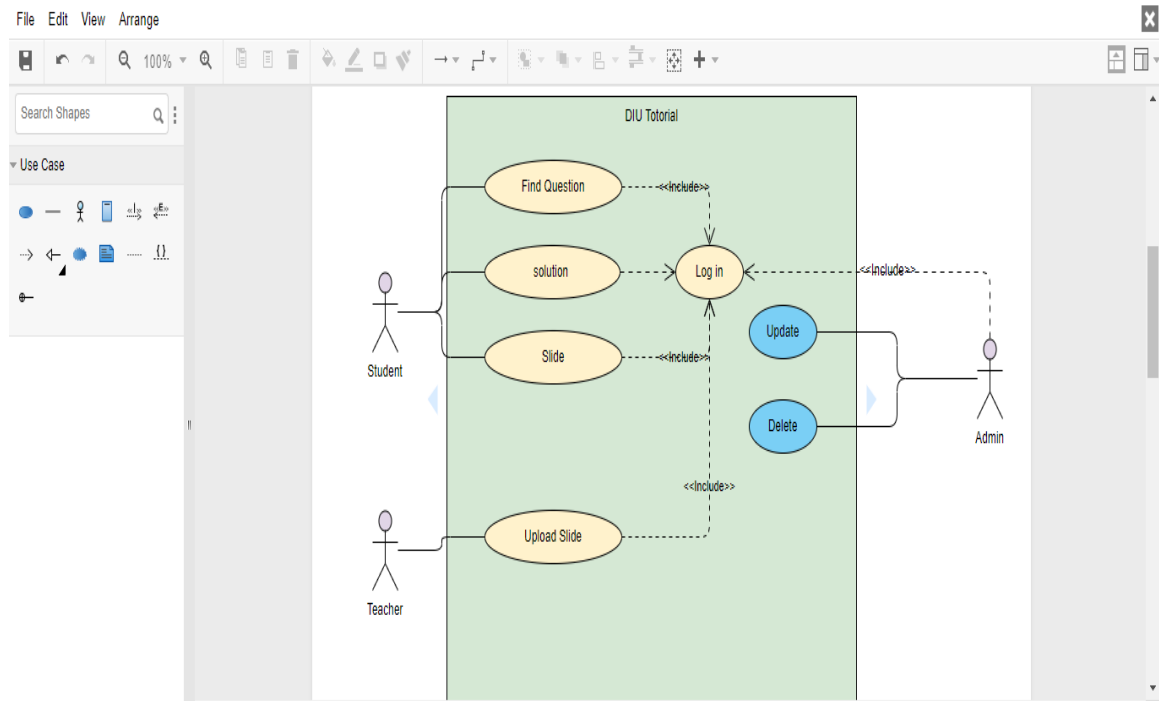 File Edit View Arrange
100%
Search Shapes
Use Case
«I» «E»
{}
DIU Totorial
Find Question
<<Include>>
solution
Log in
<<Include>>
Update
Slide
<<Include>>
Student
Delete
Admin
<<Include>>
Upload Slide
Teacher